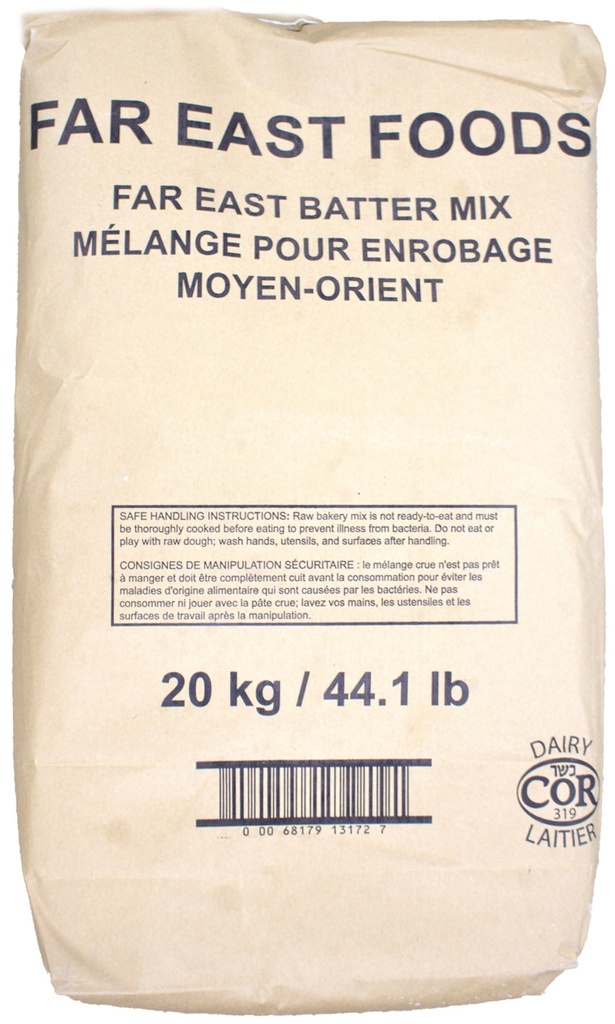 FAR EAST FOODS
FAR EAST BATTER MIX
MÉLANGE POUR ENROBAGE
MOYEN-ORIENT
SAFE HANDLING INSTRUCTIONS: Raw bakery mix is not ready-to-eat and must
be thoroughly cooked before eating to prevent illness from bacteria. Do not eat or
play with raw dough; wash hands, utensils, and surfaces after handling.
CONSIGNES DE MANIPULATION SÉCURITAIRE : le mélange crue n'est pas prêt
à manger et doit être complètement cuit avant la consommation pour éviter les
maladies d'origine alimentaire qui sont causées par les bactéries. Ne pas
consommer ni jouer avec la pâte crue; lavez vos mains, les ustensiles et les
surfaces de travail après la manipulation.
20 kg / 44.1 lb
0 00 68179 13172 7
DAIRY
כשר
COR
319
LAITIER